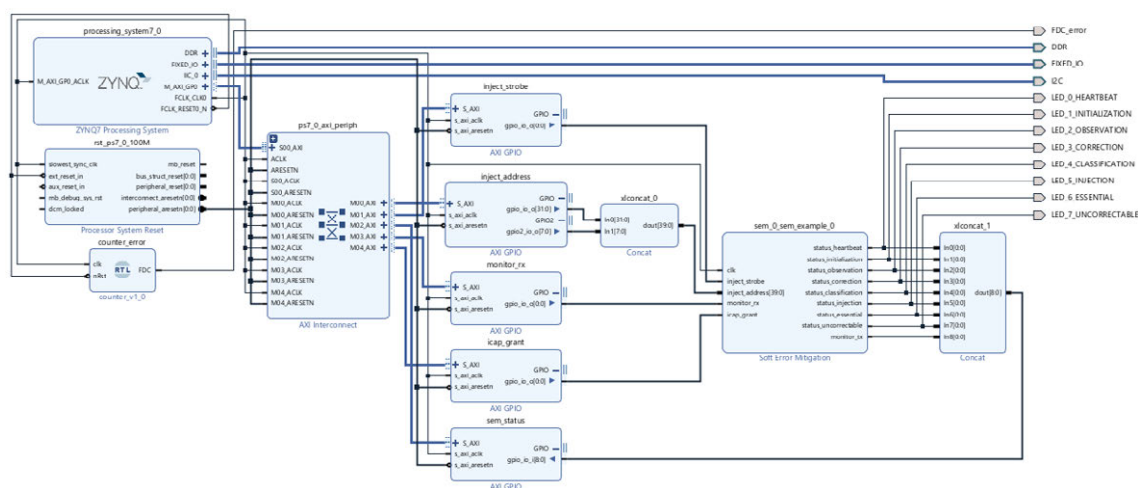 processing_system7_0
DDR
FIXED_IO
IIC_0
M_AXI_GP0
FCLK_CLK0
FCLK_RESET0_N
M_AXI_GP0_ACLK
ZYNQ
ZYNQ7 Processing System
rst_ps7_0_100M
slowest_sync_clk
ext_reset_in
aux_reset_in
mb_debug_sys_rst
dcm_locked
mb_reset
bus_struct_reset[0:0]
peripheral_reset[0:0]
interconnect_aresetn[0:0]
peripheral_aresetn[0:0]
Processor System Reset
counter_error
clk
nRst
RTL
FDC
counter_v1_0
ps7_0_axi_periph
S00_AXI
ACLK
ARESETN
S00_ACLK
S00_ARESETN
M00_ACLK
M00_ARESETN
M01_ACLK
M01_ARESETN
M02_ACLK
M02_ARESETN
M03_ACLK
M03_ARESETN
M04_ACLK
M04_ARESETN
M00_AXI
M01_AXI
M02_AXI
M03_AXI
M04_AXI
AXI Interconnect
inject_strobe
S_AXI
s_axi_aclk
s_axi_aresetn
GPIO
gpio_io_o[0:0]
AXI GPIO
inject_address
S_AXI
s_axi_aclk
s_axi_aresetn
GPIO
gpio_io_o[31:0]
GPIO2
gpio2_io_o[7:0]
AXI GPIO
xlconcat_0
In0[31:0]
In1[7:0]
dout[39:0]
Concat
monitor_rx
S_AXI
s_axi_aclk
s_axi_aresetn
GPIO
gpio_io_o[0:0]
AXI GPIO
icap_grant
S_AXI
s_axi_aclk
s_axi_aresetn
GPIO
gpio_io_o[0:0]
AXI GPIO
sem_status
S_AXI
s_axi_aclk
s_axi_aresetn
GPIO
gpio_io_i[8:0]
AXI GPIO
sem_0_sem_example_0
clk
inject_strobe
inject_address[39:0]
monitor_rx
icap_grant
status_heartbeat
status_initialization
status_observation
status_correction
status_classification
status_injection
status_essential
status_uncorrectable
monitor_tx
Soft Error Mitigation
xlconcat_1
In0[0:0]
In1[0:0]
In2[0:0]
In3[0:0]
In4[0:0]
In5[0:0]
In6[0:0]
In7[0:0]
In8[0:0]
dout[8:0]
Concat
FDC_error
DDR
FIXED_IO
I2C
LED_0_HEARTBEAT
LED_1_INITIALIZATION
LED_2_OBSERVATION
LED_3_CORRECTION
LED_4_CLASSIFICATION
LED_5_INJECTION
LED_6_ESSENTIAL
LED_7_UNCORRECTABLE